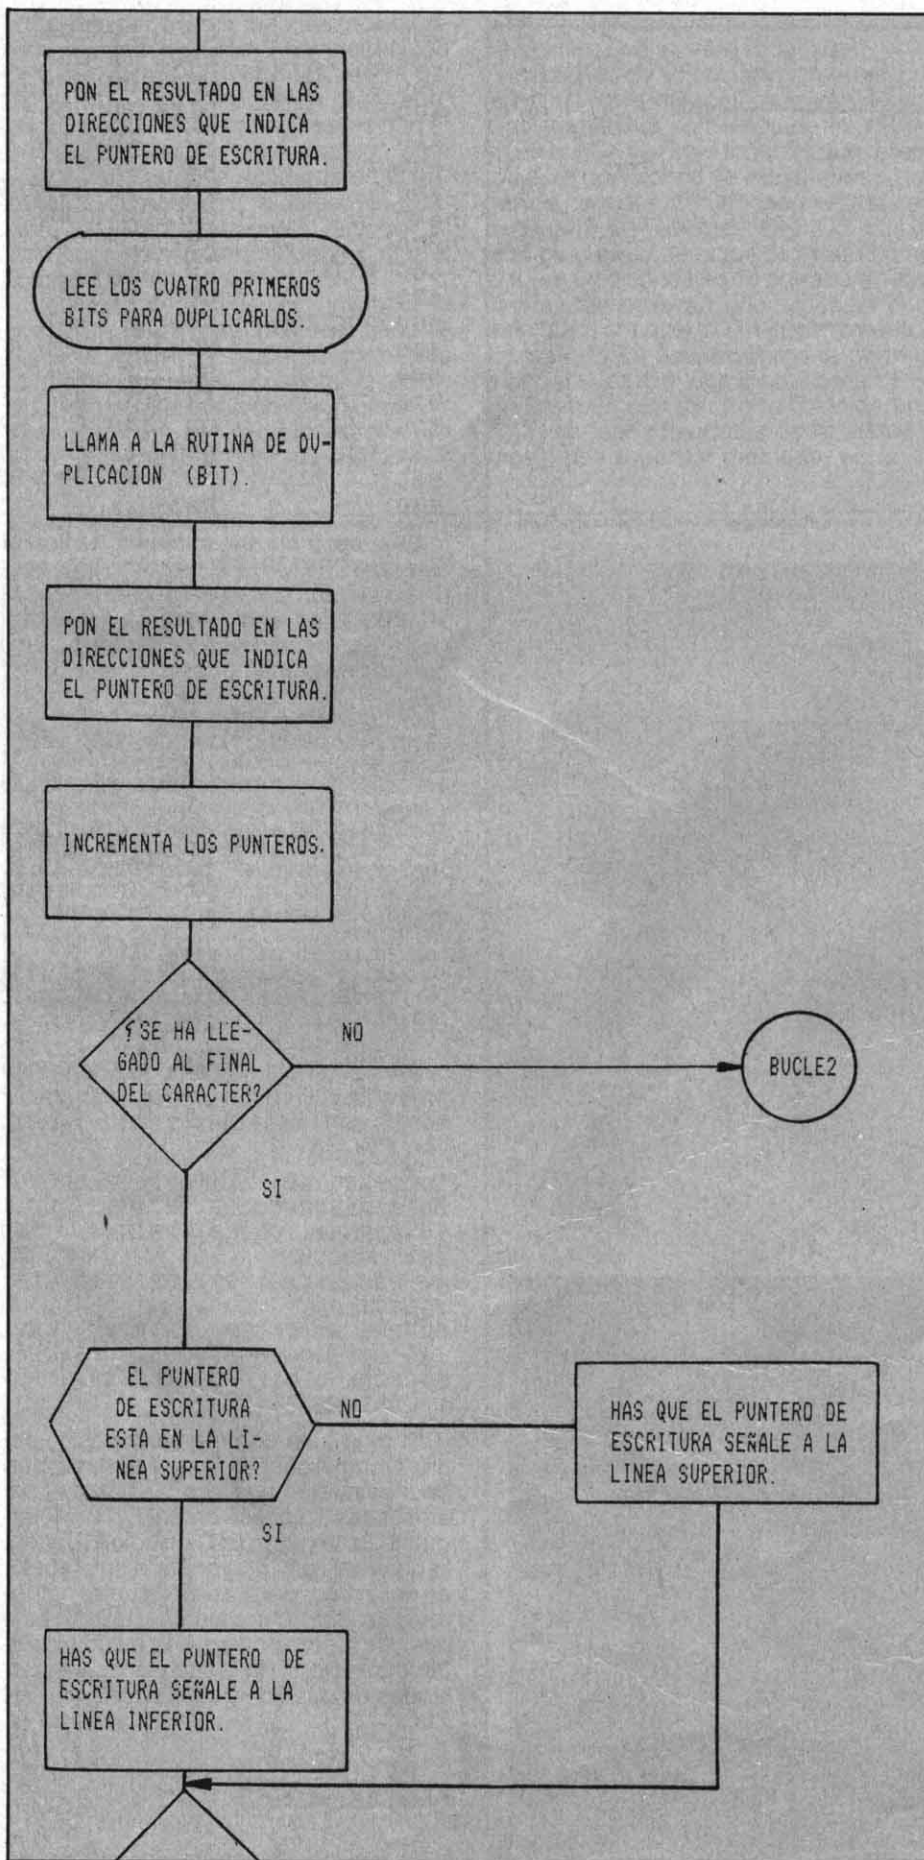 PON EL RESULTADO EN LAS
DIRECCIONES QUE INDICA
EL PUNTERO DE ESCRITURA.
LEE LOS CUATRO PRIMEROS
BITS PARA DUPLICARLOS.
LLAMA A LA RUTINA DE DU-
PLICACION (BIT).
PON EL RESULTADO EN LAS
DIRECCIONES QUE INDICA
EL PUNTERO DE ESCRITURA.
INCREMENTA LOS PUNTEROS.
¿SE HA LLE-
GADO AL FINAL
DEL CARACTER?
NO
BUCLE2
SI
EL PUNTERO
DE ESCRITURA
ESTA EN LA LI-
NEA SUPERIOR?
NO
HAS QUE EL PUNTERO DE
ESCRITURA SEÑALE A LA
LINEA SUPERIOR.
SI
HAS QUE EL PUNTERO DE
ESCRITURA SEÑALE A LA
LINEA INFERIOR.